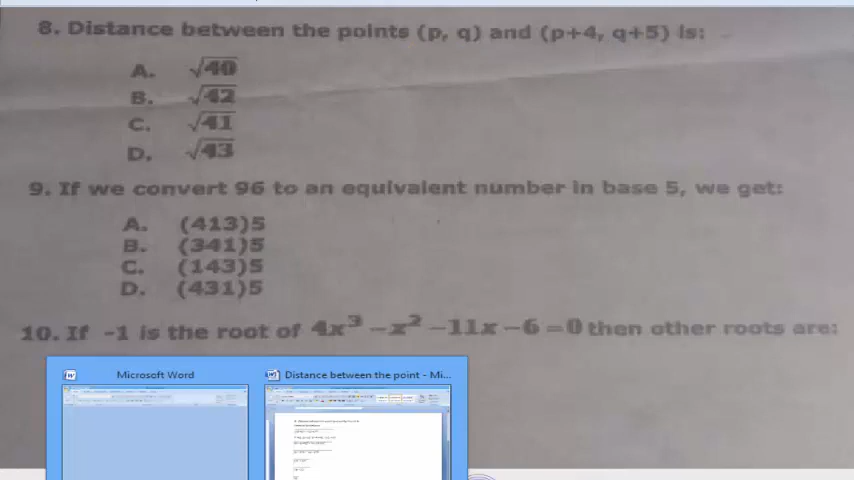 8. Distance between the points (p, q) and (p+4, q+5) is:
A. √40
B. √42
C. √41
D. √43
9. If we convert 96 to an equivalent number in base 5, we get:
A. (413)5
B. (341)5
C. (143)5
D. (431)5
10. If -1 is the root of 4x³ - x² - 11x - 6 = 0 then other roots are:
Microsoft Word
Distance between the point - Mi...